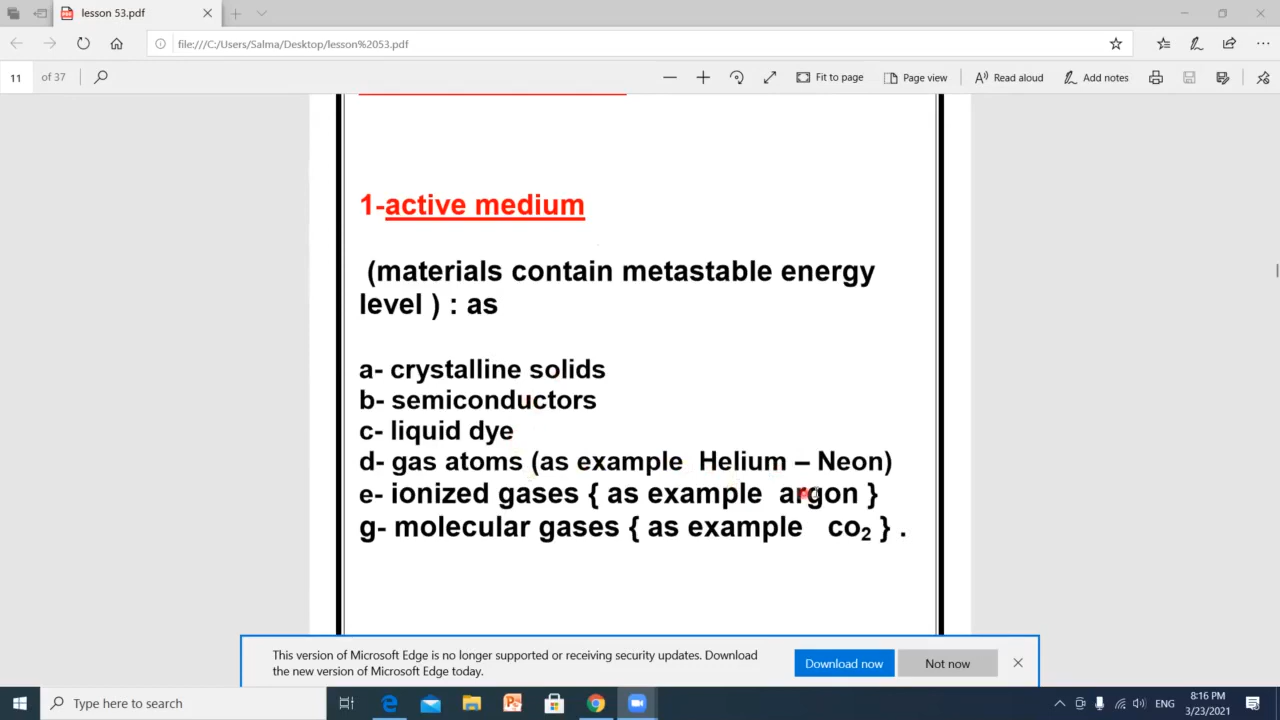 lesson 53.pdf
file:///C:/Users/Salma/Desktop/lesson%2053.pdf
11 of 37 Fit to page Page view Read aloud Add notes
1-active medium
(materials contain metastable energy
level ) : as
a- crystalline solids
b- semiconductors
c- liquid dye
d- gas atoms (as example Helium – Neon)
e- ionized gases { as example argon }
g- molecular gases { as example co₂ } .
This version of Microsoft Edge is no longer supported or receiving security updates. Download
the new version of Microsoft Edge today.
Download now
Not now
Type here to search
ENG
8:16 PM
3/23/2021